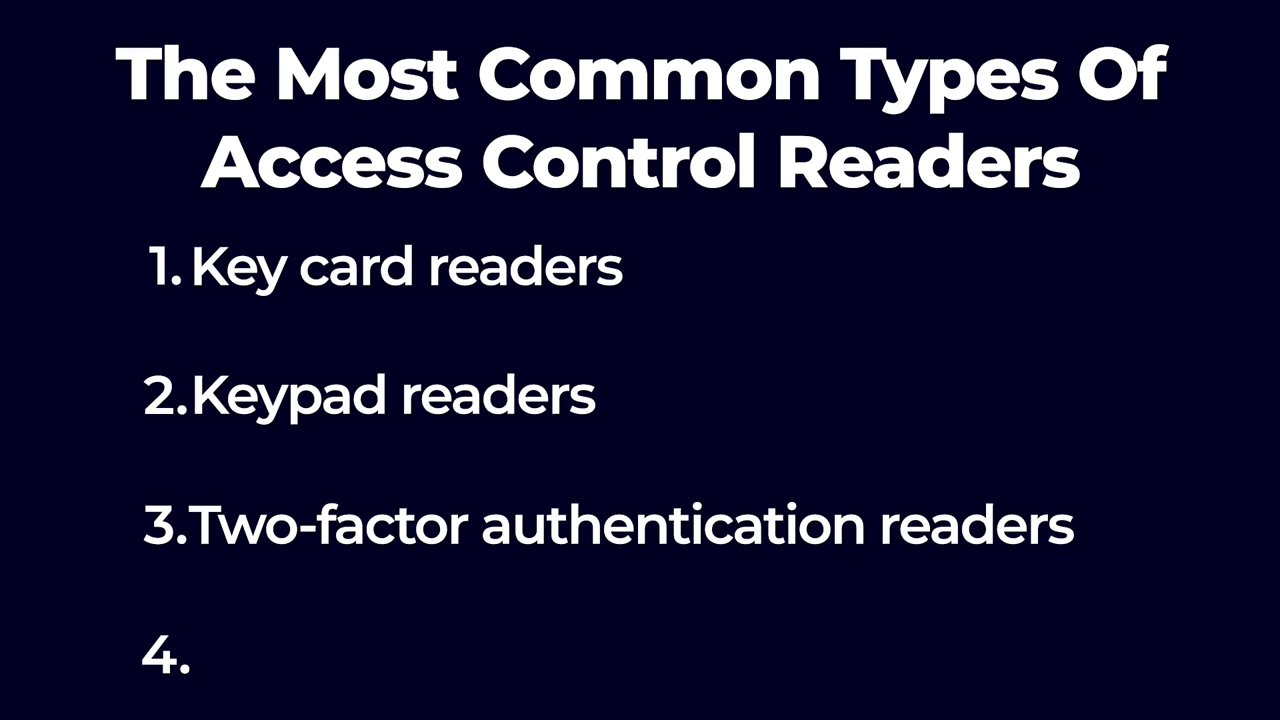 The Most Common Types Of
Access Control Readers
1. Key card readers
2. Keypad readers
3. Two-factor authentication readers
4.